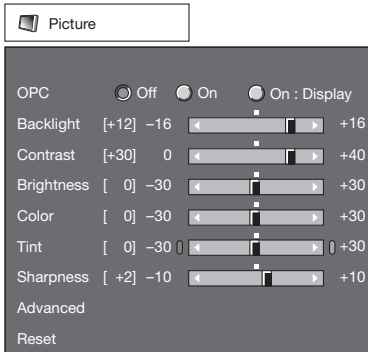 Picture
OPC Off On On : Display
Backlight [+12] –16 +16
Contrast [+30] 0 +40
Brightness [ 0] –30 +30
Color [ 0] –30 +30
Tint [ 0] –30 +30
Sharpness [ +2] –10 +10
Advanced
Reset